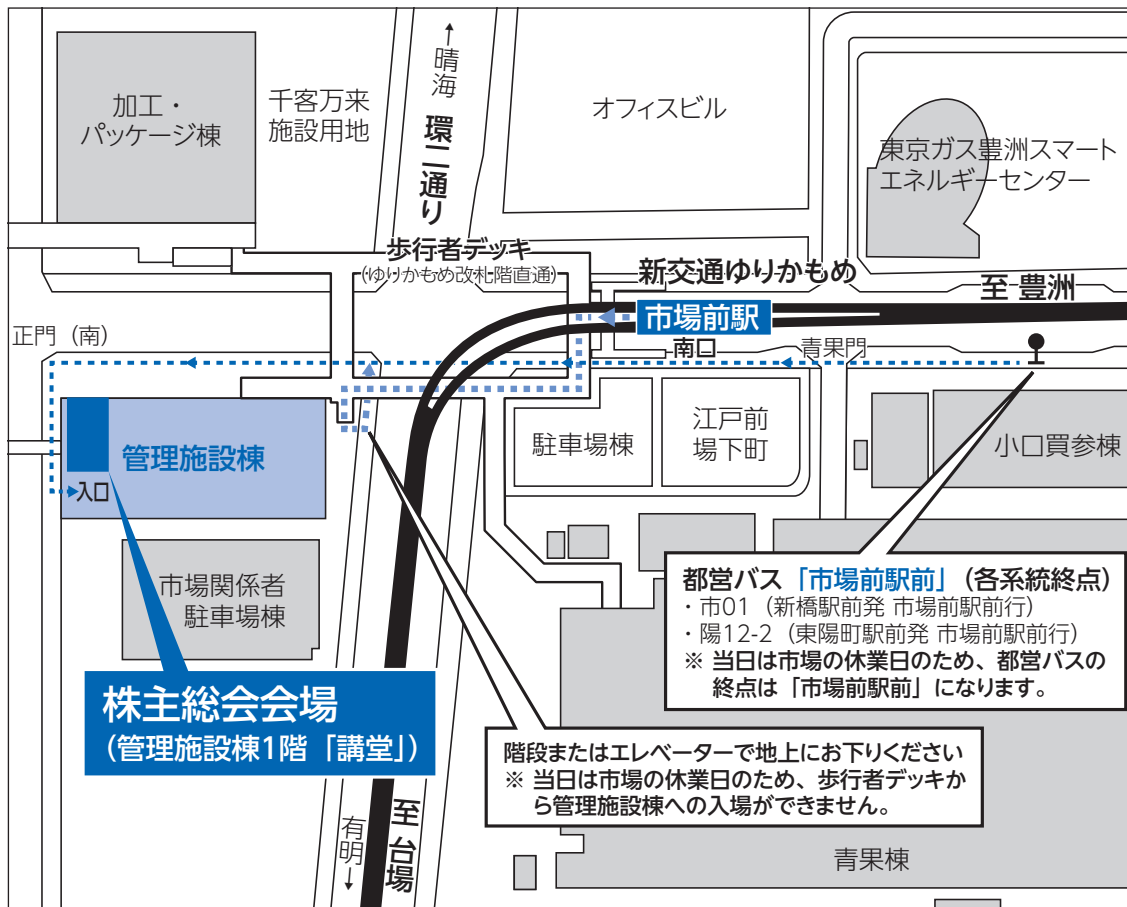 ↑晴海
環二通り
加工・
パッケージ棟
千客万来
施設用地
オフィスビル
東京ガス豊洲スマート
エネルギーセンター
歩行者デッキ
(ゆりかもめ改札階直通)
新交通ゆりかもめ
至 豊洲
市場前駅
南口
正門（南）
青果門
管理施設棟
入口
駐車場棟
江戸前
場下町
小口買参棟
市場関係者
駐車場棟
都営バス「市場前駅前」（各系統終点）
・市01（新橋駅前発 市場前駅前行）
・陽12-2（東陽町駅前発 市場前駅前行）
※ 当日は市場の休業日のため、都営バスの
終点は「市場前駅前」になります。
株主総会会場
(管理施設棟1階「講堂」)
階段またはエレベーターで地上にお下りください
※ 当日は市場の休業日のため、歩行者デッキか
ら管理施設棟への入場ができません。
有明↓
至 台場
青果棟